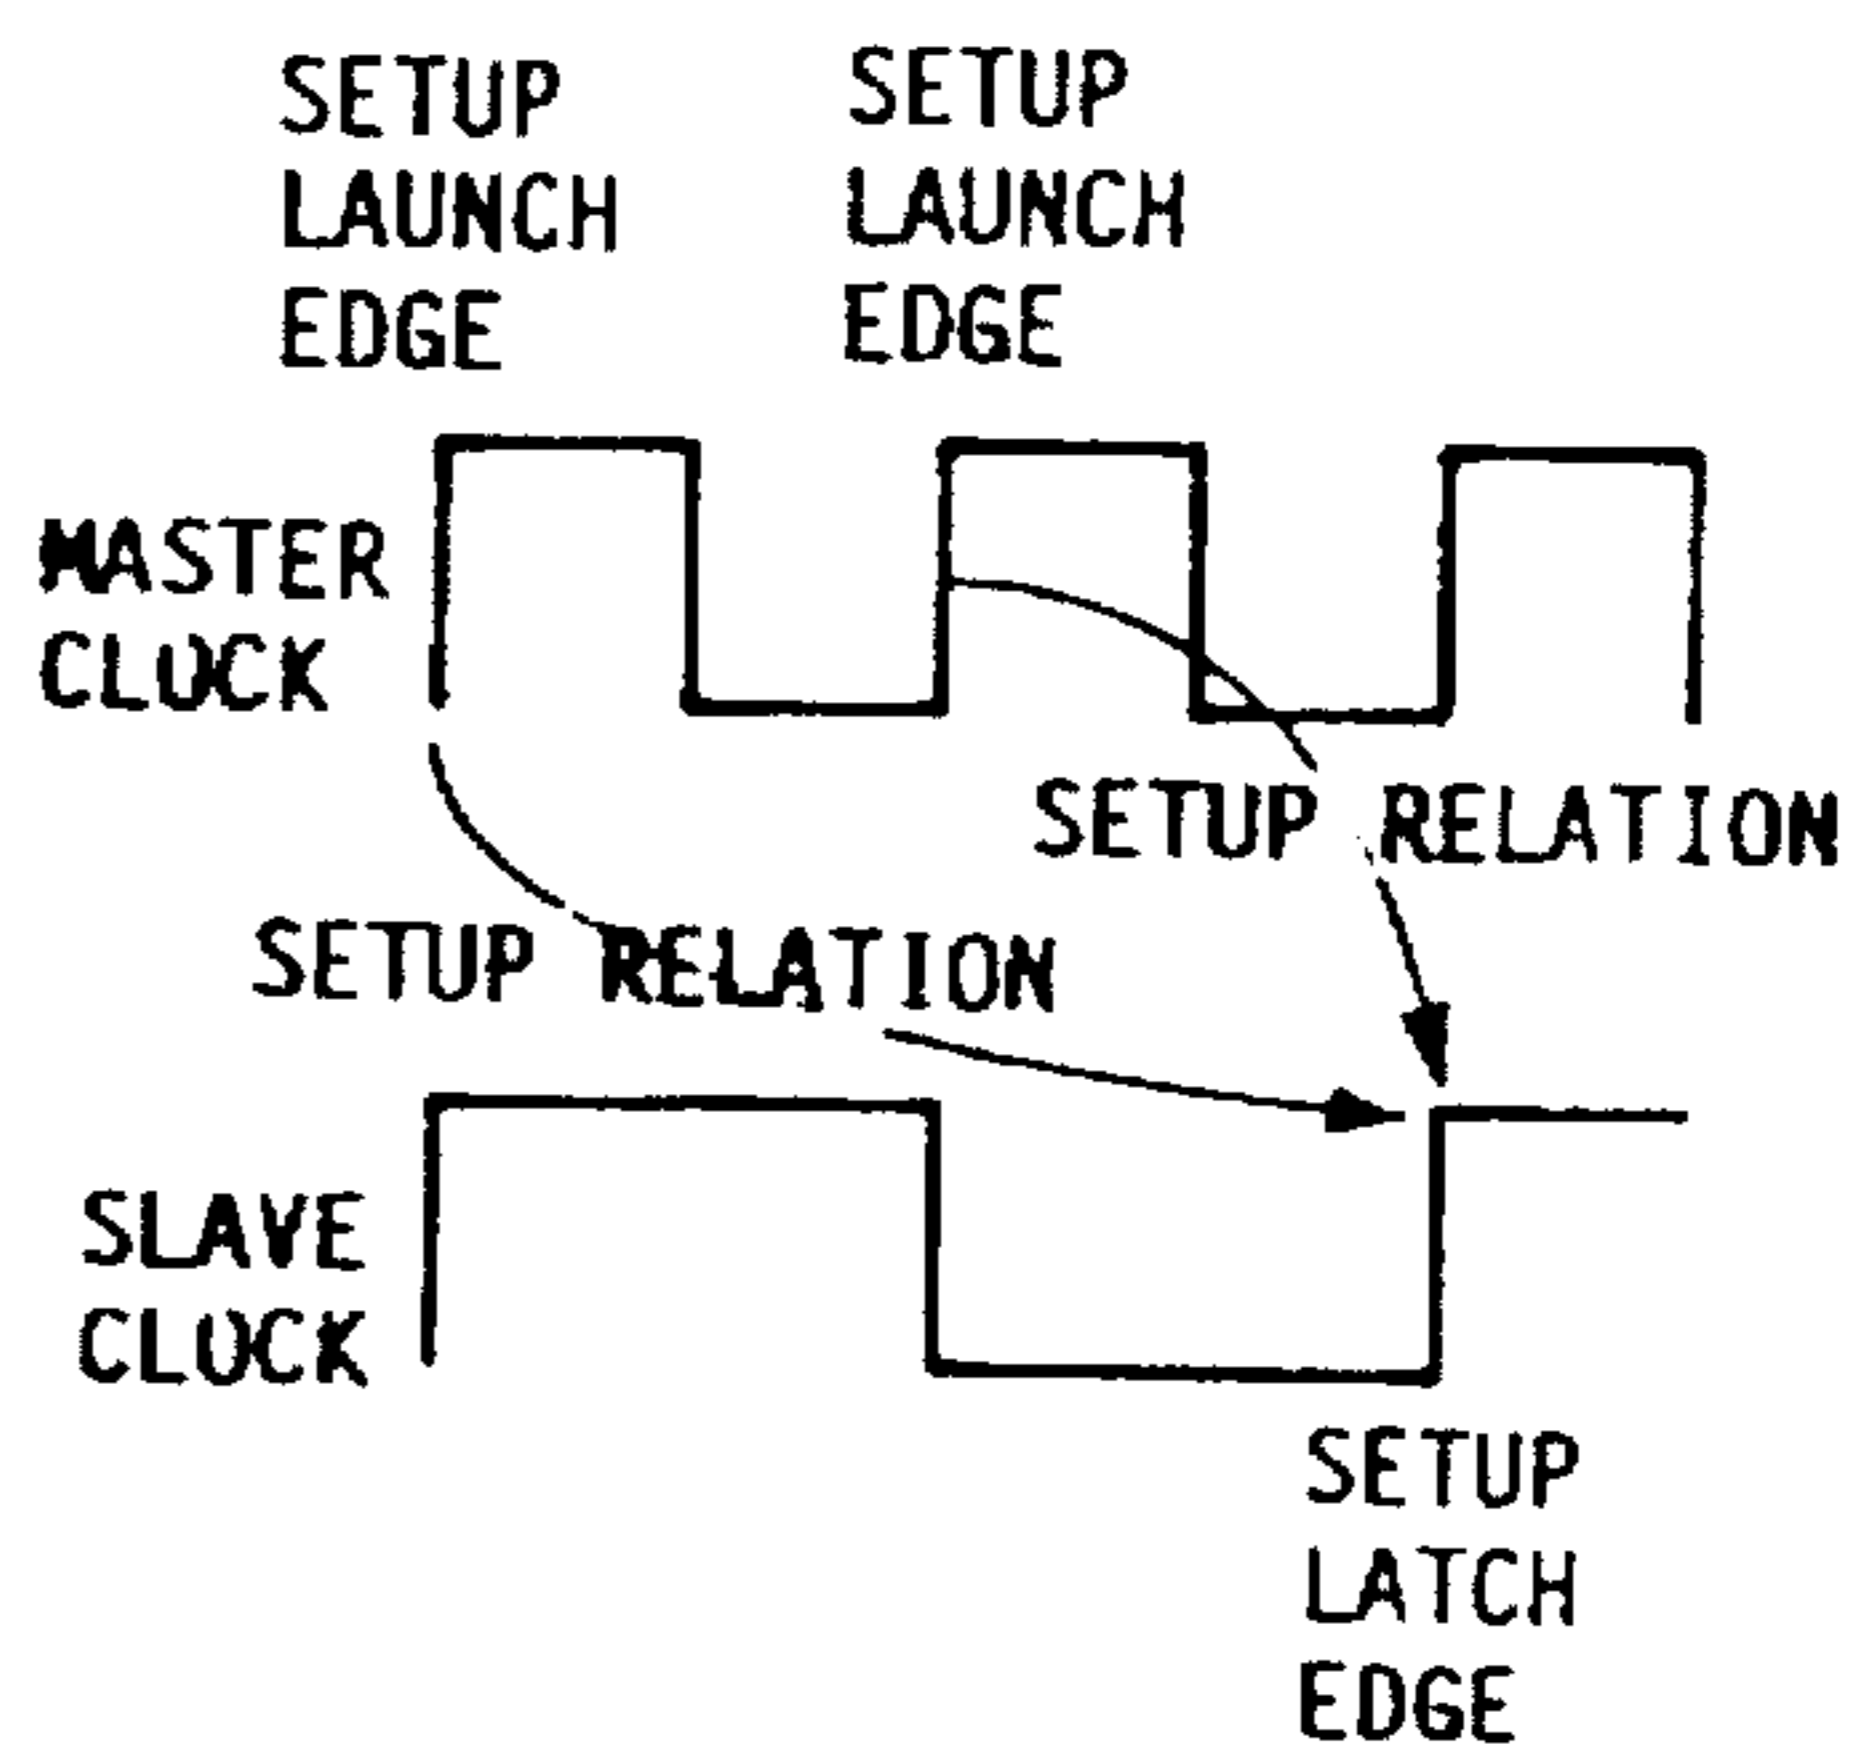 SETUP
LAUNCH
EDGE
SETUP
LAUNCH
EDGE
MASTER
CLOCK
SETUP RELATION
SETUP RELATION
SLAVE
CLOCK
SETUP
LATCH
EDGE